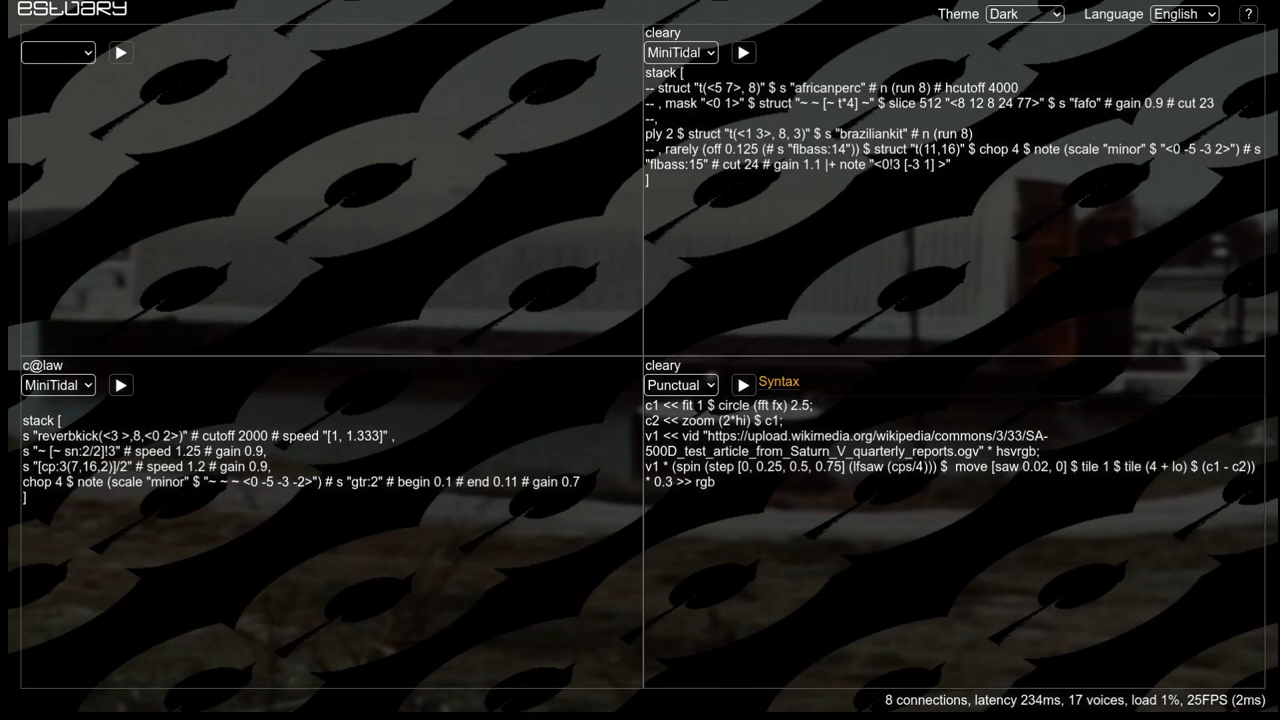 estuary
Theme Dark Language English ?
cleary
MiniTidal
stack [
-- struct "t(<5 7>, 8)" $ s "africanperc" # n (run 8) # hcutoff 4000
-- , mask "<0 1>" $ struct "~ ~ [~ t*4] ~" $ slice 512 "<8 12 8 24 77>" $ s "fafo" # gain 0.9 # cut 23
--,
ply 2 $ struct "t(<1 3>, 8, 3)" $ s "braziliankit" # n (run 8)
-- , rarely (off 0.125 (# s "flbass:14")) $ struct "t(11,16)" $ chop 4 $ note (scale "minor" $ "<0 -5 -3 2>") # s
"flbass:15" # cut 24 # gain 1.1 |+ note "<0!3 [-3 1] >"
]
c@law
MiniTidal
stack [
s "reverbkick(<3 >,8,<0 2>)" # cutoff 2000 # speed "[1, 1.333]" ,
s "~ [~ sn:2/2]!3" # speed 1.25 # gain 0.9,
s "[cp:3(7,16,2)]/2" # speed 1.2 # gain 0.9,
chop 4 $ note (scale "minor" $ "~ ~ ~ <0 -5 -3 -2>") # s "gtr:2" # begin 0.1 # end 0.11 # gain 0.7
]
cleary
Punctual Syntax
c1 << fit 1 $ circle (fft fx) 2.5;
c2 << zoom (2*hi) $ c1;
v1 << vid "https://upload.wikimedia.org/wikipedia/commons/3/33/SA-
500D_test_article_from_Saturn_V_quarterly_reports.ogv" * hsvrgb;
v1 * (spin (step [0, 0.25, 0.5, 0.75] (lfsaw (cps/4))) $  move [saw 0.02, 0] $ tile 1 $ tile (4 + lo) $ (c1 - c2))
* 0.3 >> rgb
8 connections, latency 234ms, 17 voices, load 1%, 25FPS (2ms)